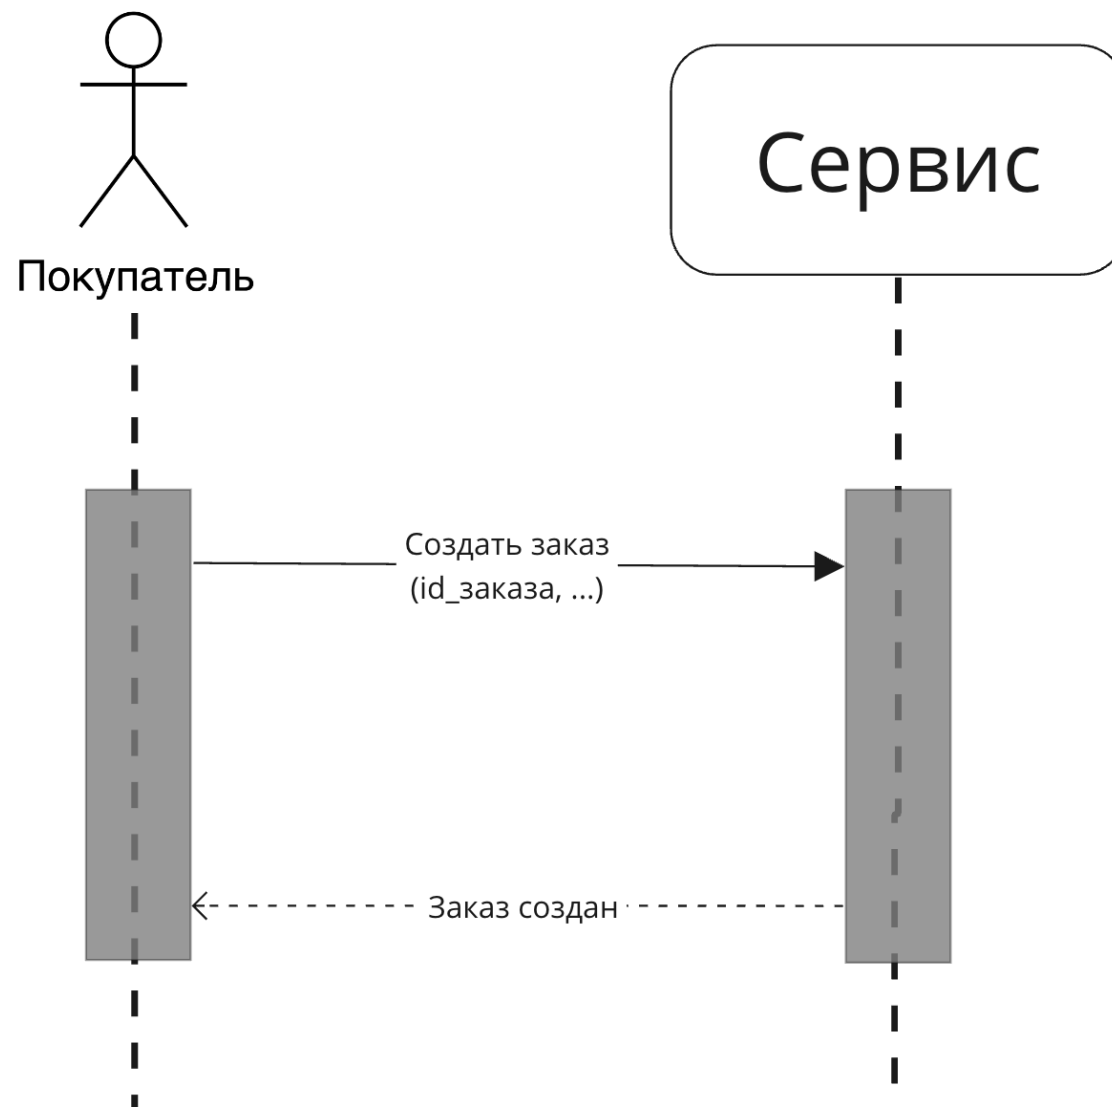 Сервис
Покупатель
Создать заказ
(id_заказа, ...)
Заказ создан